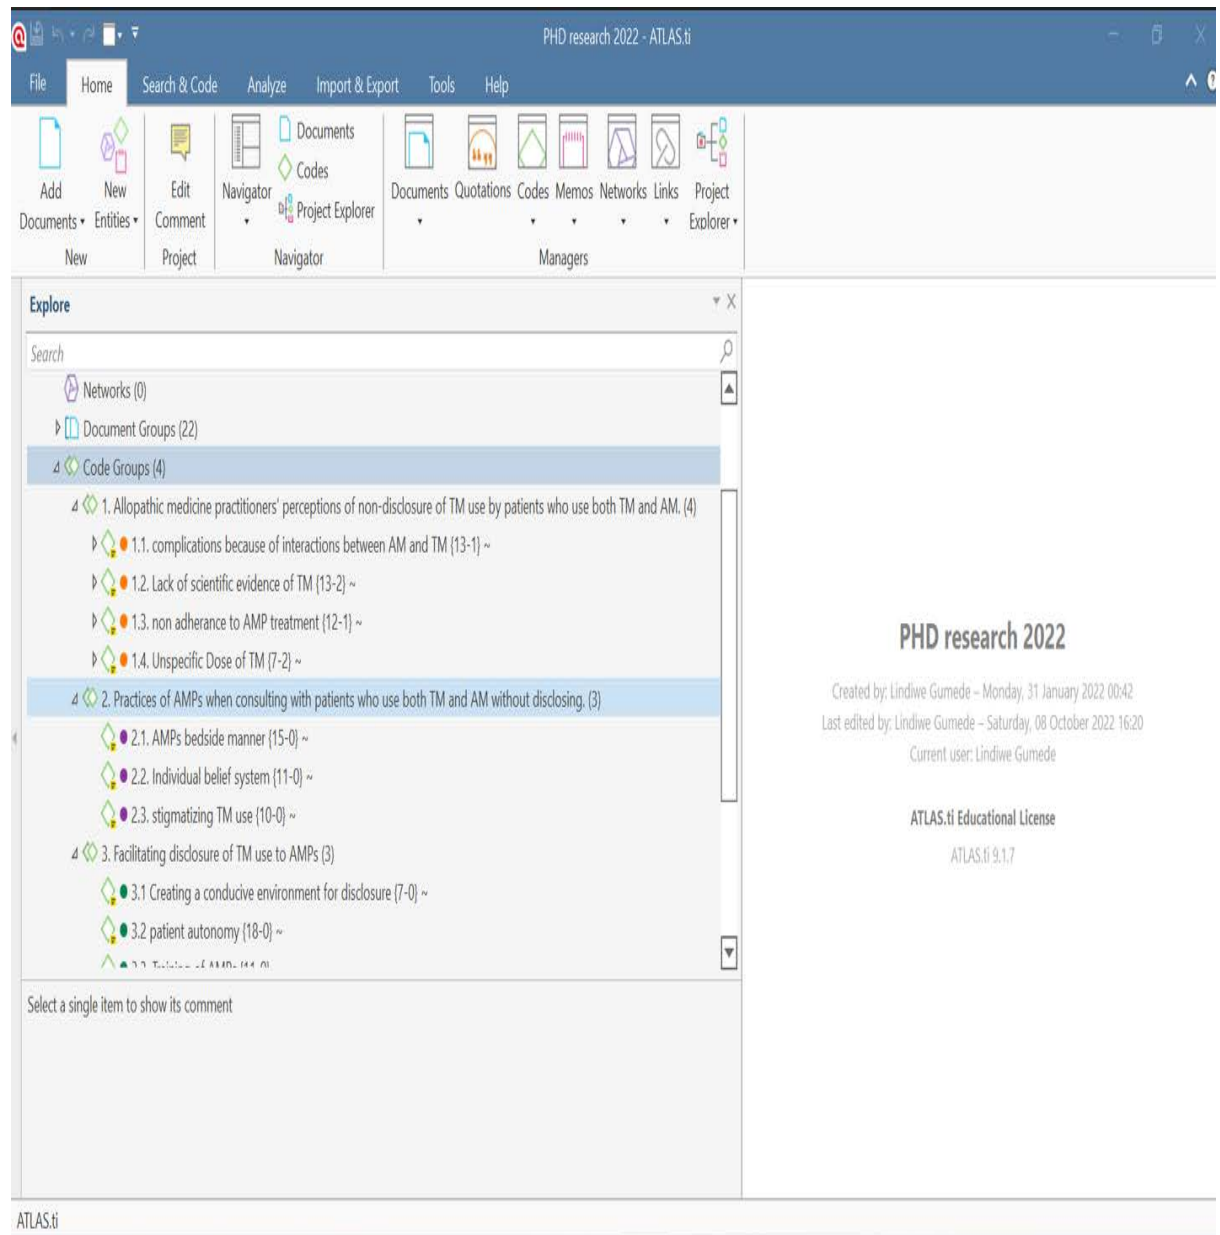 PHD research 2022 - ATLAS.ti
File Home Search & Code Analyze Import & Export Tools Help
Add Documents
New Entities
New
Edit Comment
Project
Navigator
Documents
Codes
Project Explorer
Navigator
Documents Quotations Codes Memos Networks Links Project Explorer
Managers
Explore
Search
Networks (0)
Document Groups (22)
Code Groups (4)
1. Allopathic medicine practitioners' perceptions of non-disclosure of TM use by patients who use both TM and AM. (4)
1.1. complications because of interactions between AM and TM {13-1} ~
1.2. Lack of scientific evidence of TM {13-2} ~
1.3. non adherance to AMP treatment {12-1} ~
1.4. Unspecific Dose of TM {7-2} ~
2. Practices of AMPs when consulting with patients who use both TM and AM without disclosing. (3)
2.1. AMPs bedside manner {15-0} ~
2.2. Individual belief system {11-0} ~
2.3. stigmatizing TM use {10-0} ~
3. Facilitating disclosure of TM use to AMPs (3)
3.1 Creating a conducive environment for disclosure {7-0} ~
3.2 patient autonomy {18-0} ~
Select a single item to show its comment
PHD research 2022
Created by: Lindiwe Gumede – Monday, 31 January 2022 00:42
Last edited by: Lindiwe Gumede – Saturday, 08 October 2022 16:20
Current user: Lindiwe Gumede
ATLAS.ti Educational License
ATLAS.ti 9.1.7
ATLAS.ti